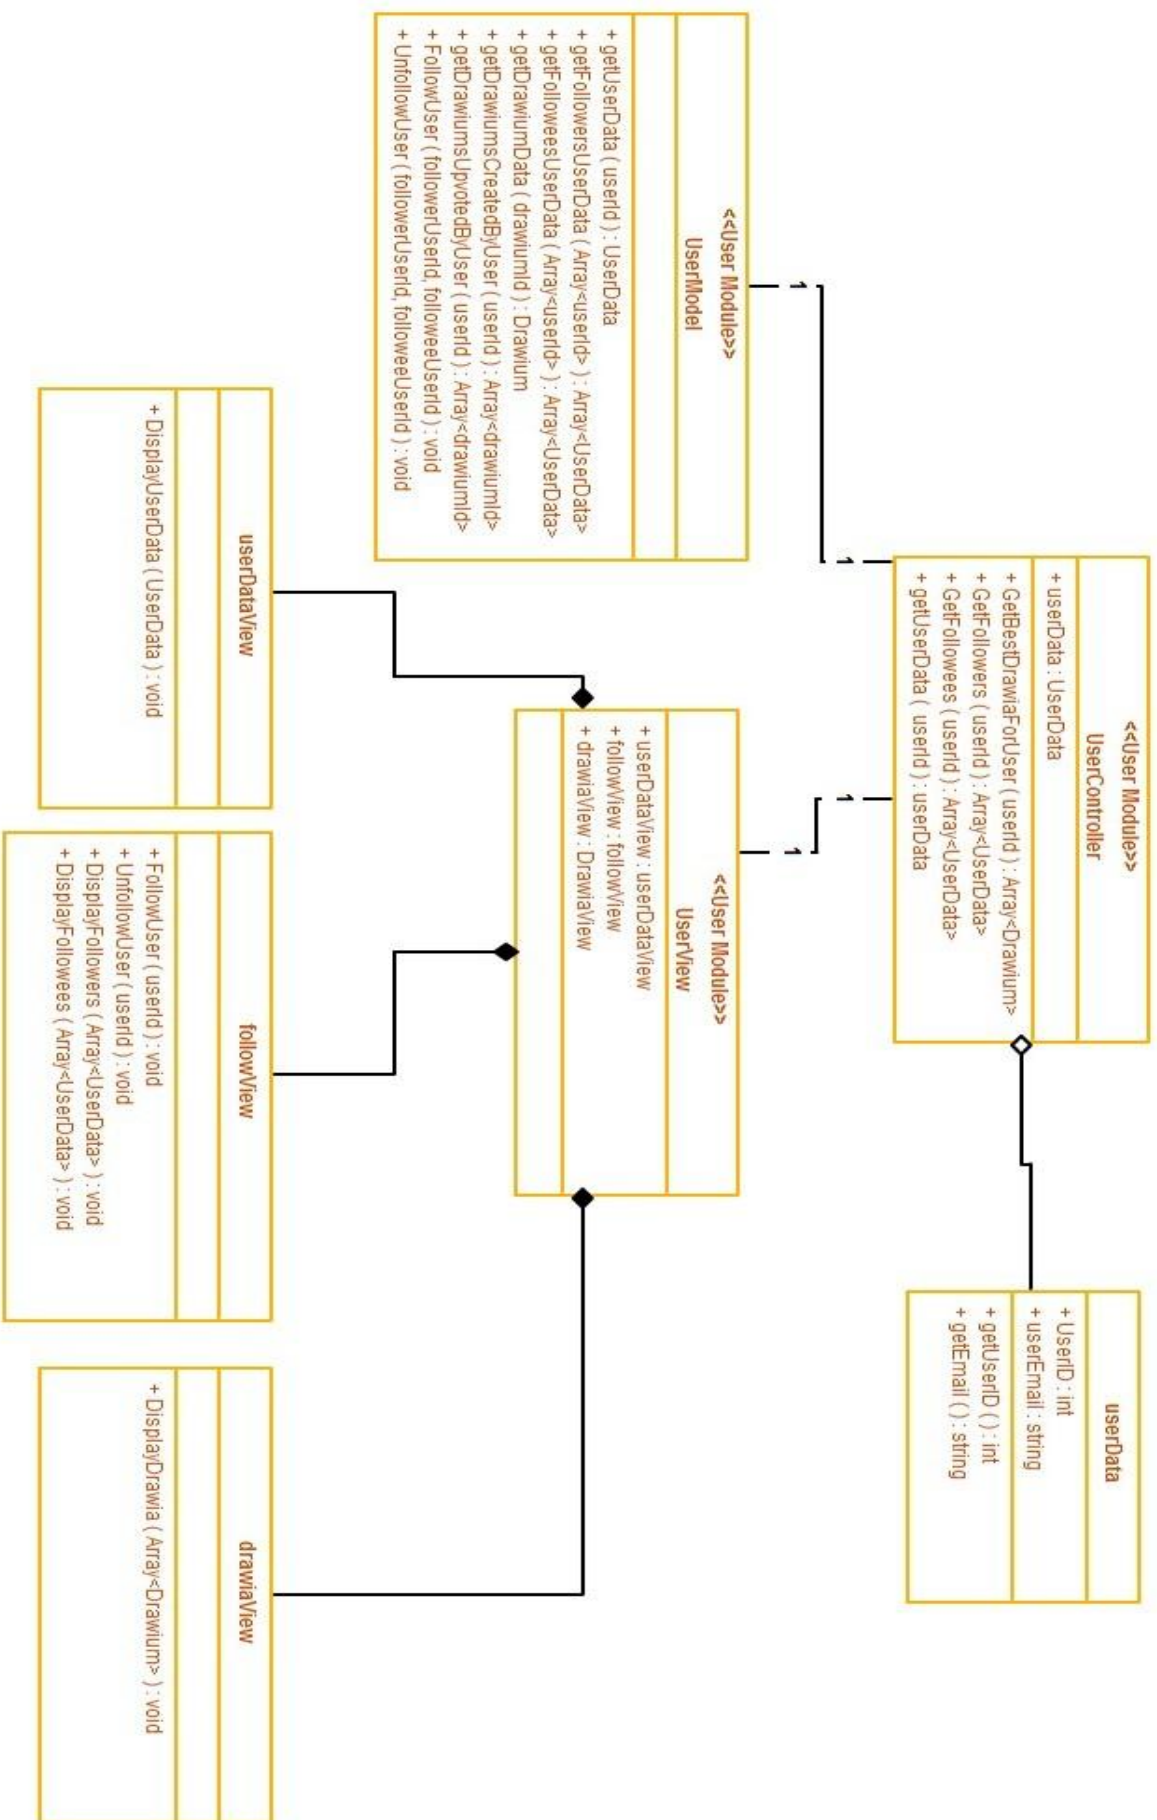 <<User Module>>
UserController
+ userData : UserData
+ GetBestDrawiaForUser ( userId ) : Array<Drawium>
+ GetFollowers ( userId ) : Array<UserData>
+ GetFollowees ( userId ) : Array<UserData>
+ getUserData ( userId ) : userData
userData
+ UserID : int
+ userEmail : string
+ getUserID ( ) : int
+ getEmail ( ) : string
1
1
1
1
<<User Module>>
UserModel
+ getUserData ( userId ) : UserData
+ getFollowersUserData ( Array<userId> ) : Array<UserData>
+ getFolloweesUserData ( Array<userId> ) : Array<UserData>
+ getDrawiumData ( drawiumId ) : Drawium
+ getDrawiumsCreatedByUser ( userId ) : Array<drawiumId>
+ getDrawiumsUpvotedByUser ( userId ) : Array<drawiumId>
+ FollowUser ( followerUserId, followeeUserId ) : void
+ UnfollowUser ( followerUserId, followeeUserId ) : void
<<User Module>>
UserView
+ userDataView : userDataView
+ followView : followView
+ drawiaView : DrawiaView
userDataView
+ DisplayUserData ( UserData ) : void
followView
+ FollowUser ( userId ) : void
+ UnfollowUser ( userId ) : void
+ DisplayFollowers ( Array<UserData> ) : void
+ DisplayFollowees ( Array<UserData> ) : void
drawiaView
+ DisplayDrawia ( Array<Drawium> ) : void